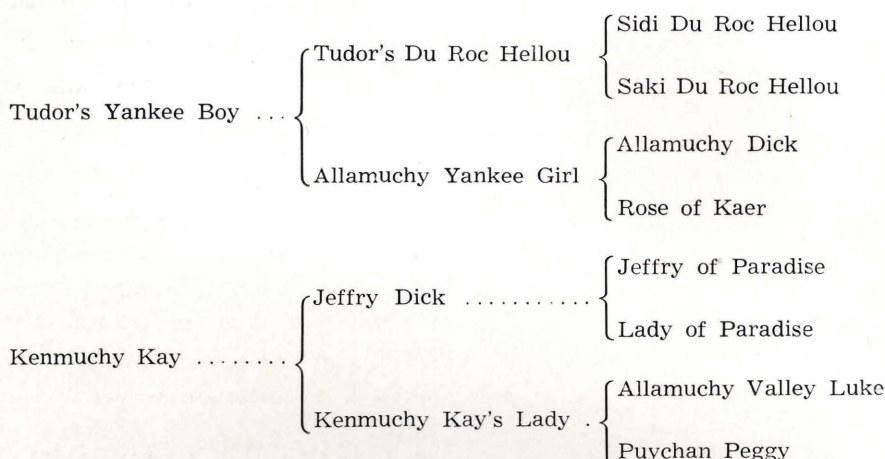 Sidi Du Roc Hellou
Tudor's Du Roc Hellou
Saki Du Roc Hellou
Tudor's Yankee Boy ...
Allamuchy Dick
Allamuchy Yankee Girl
Rose of Kaer
Jeffry of Paradise
Jeffry Dick ...........
Lady of Paradise
Kenmuchy Kay ........
Allamuchy Valley Luke
Kenmuchy Kay's Lady .
Puychan Peggy